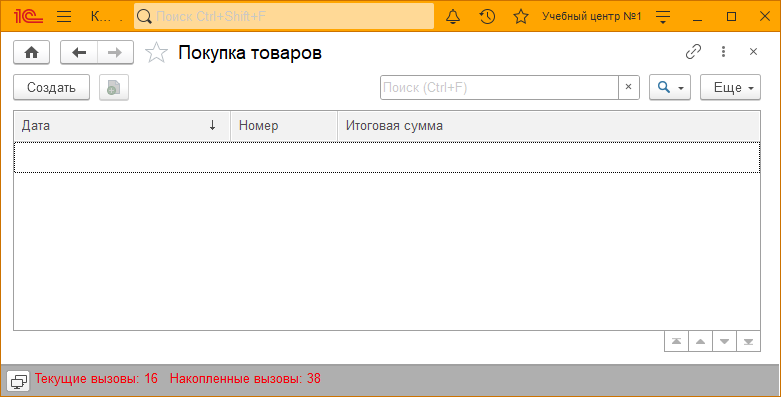 1С К... . Поиск Ctrl+Shift+F Учебный центр №1
Покупка товаров
Создать Поиск (Ctrl+F) × Еще
Дата ↓ Номер Итоговая сумма
Текущие вызовы: 16 Накопленные вызовы: 38